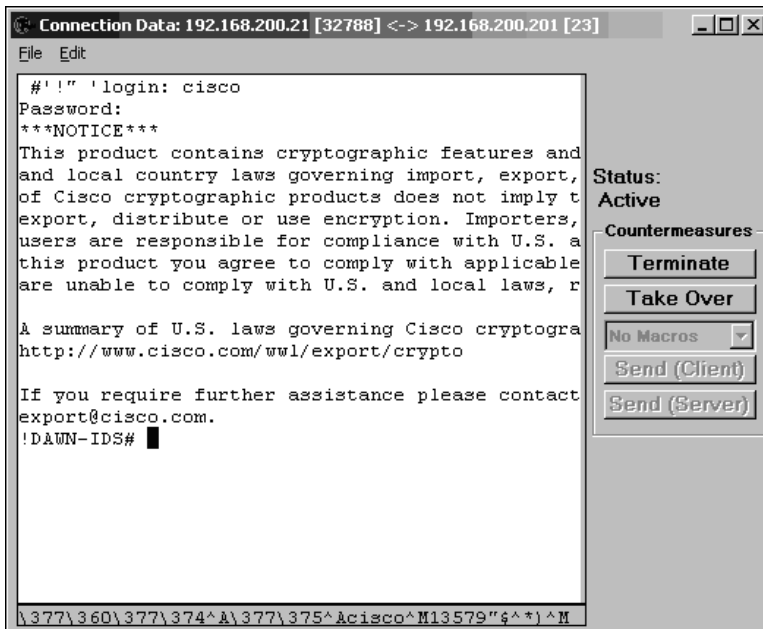 Connection Data: 192.168.200.21 [32788] <-> 192.168.200.201 [23]
File Edit
#'!" 'login: cisco
Password:
***NOTICE***
This product contains cryptographic features and
and local country laws governing import, export,
of Cisco cryptographic products does not imply t
export, distribute or use encryption. Importers,
users are responsible for compliance with U.S. a
this product you agree to comply with applicable
are unable to comply with U.S. and local laws, r
A summary of U.S. laws governing Cisco cryptogra
http://www.cisco.com/wwl/export/crypto
If you require further assistance please contact
export@cisco.com.
!DAWN-IDS#
\377\360\377\374^A\377\375^Acisco^M13579"$^*)^M
Status:
Active
Countermeasures
Terminate
Take Over
No Macros
Send (Client)
Send (Server)